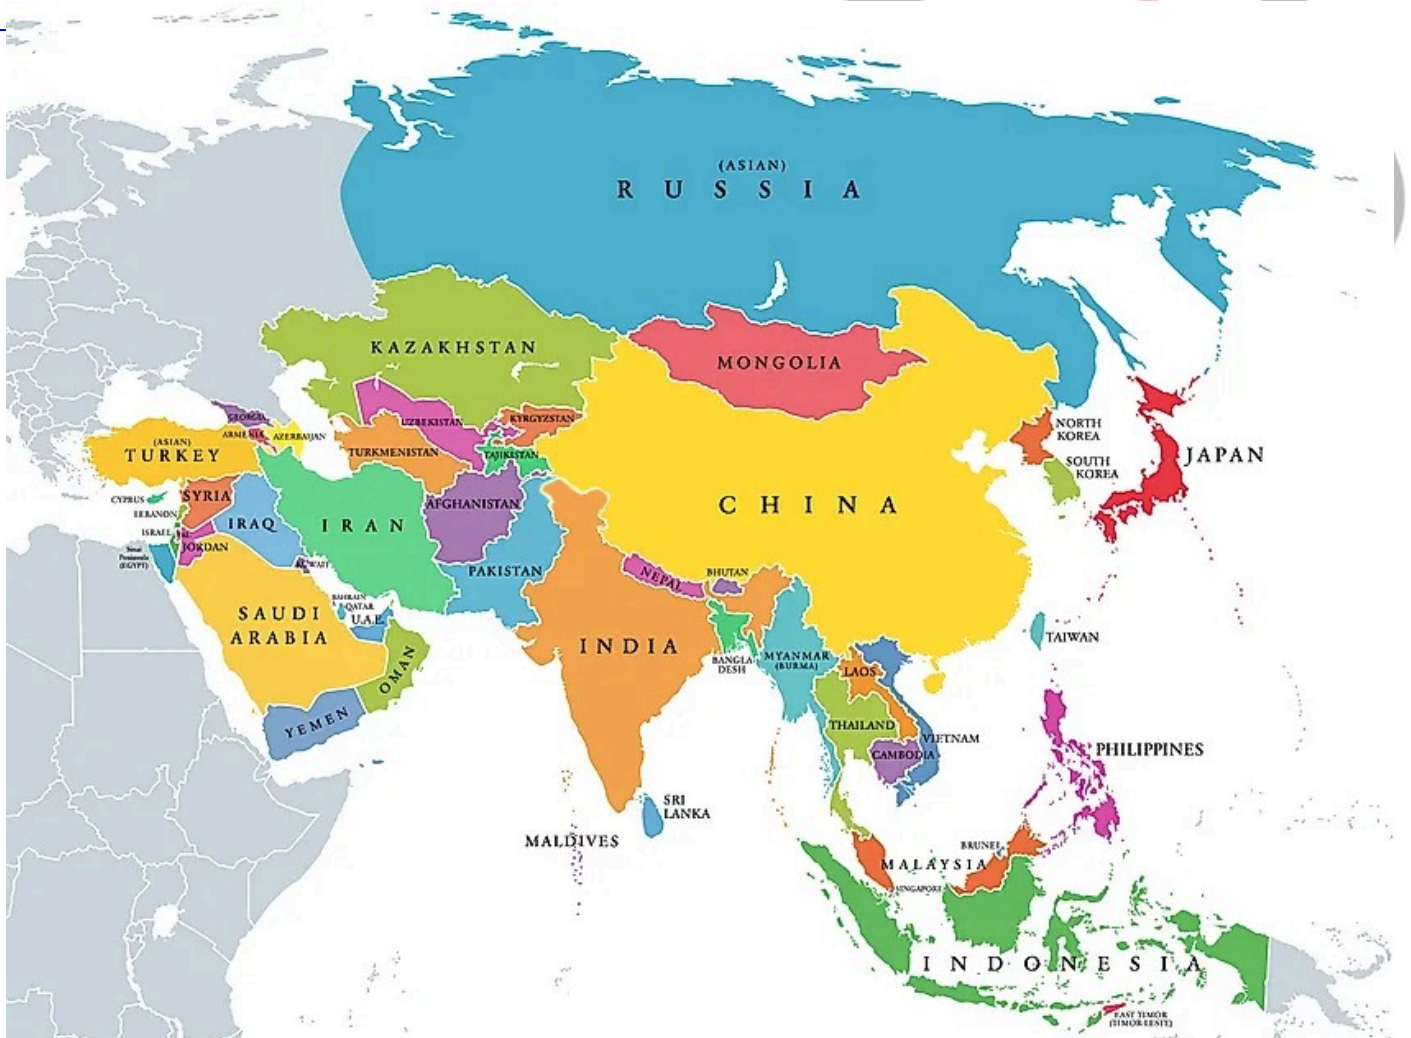 (ASIAN)
RUSSIA
KAZAKHSTAN
MONGOLIA
GEORGIA
UZBEKISTAN
KYRGYZSTAN
ARMENIA
AZERBAIJAN
(ASIAN)
TURKEY
TURKMENISTAN
TAJIKISTAN
NORTH
KOREA
SOUTH
KOREA
JAPAN
CYPRUS
SYRIA
LEBANON
ISRAEL
IRAQ
IRAN
AFGHANISTAN
CHINA
JORDAN
Sinai
Peninsula
(EGYPT)
KUWAIT
PAKISTAN
NEPAL
BHUTAN
BAHRAIN
QATAR
U.A.E.
SAUDI
ARABIA
OMAN
INDIA
BANGLA-
DESH
MYANMAR
(BURMA)
TAIWAN
LAOS
YEMEN
THAILAND
VIETNAM
CAMBODIA
PHILIPPINES
SRI
LANKA
MALDIVES
BRUNEI
MALAYSIA
SINGAPORE
INDONESIA
EAST TIMOR
(TIMOR-LESTE)